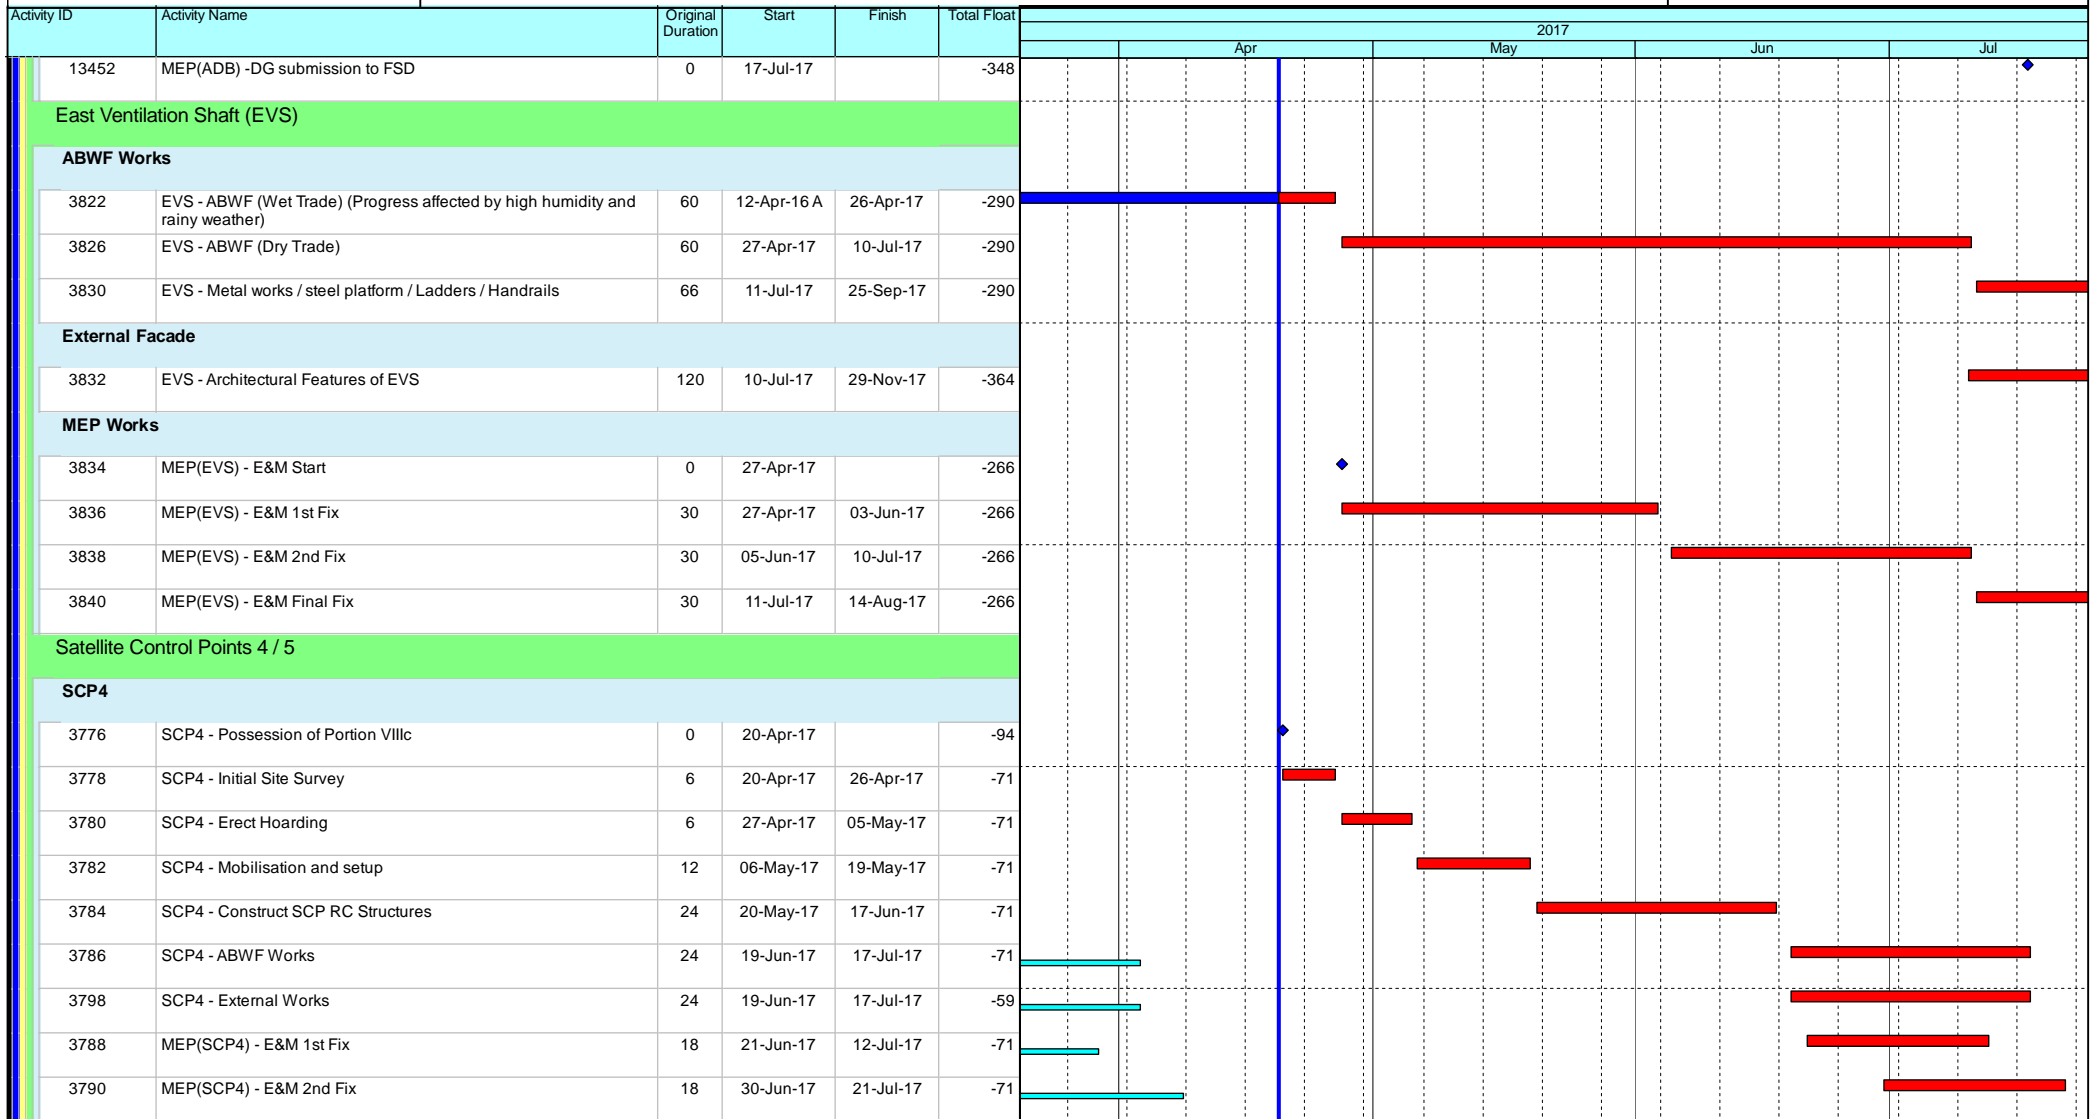 Activity ID Activity Name Original Duration Start Finish Total Float
2017
Apr May Jun Jul
13452 MEP(ADB) -DG submission to FSD 0 17-Jul-17 -348
East Ventilation Shaft (EVS)
ABWF Works
3822 EVS - ABWF (Wet Trade) (Progress affected by high humidity and 60 12-Apr-16 A 26-Apr-17 -290
rainy weather)
3826 EVS - ABWF (Dry Trade) 60 27-Apr-17 10-Jul-17 -290
3830 EVS - Metal works / steel platform / Ladders / Handrails 66 11-Jul-17 25-Sep-17 -290
External Facade
3832 EVS - Architectural Features of EVS 120 10-Jul-17 29-Nov-17 -364
MEP Works
3834 MEP(EVS) - E&M Start 0 27-Apr-17 -266
3836 MEP(EVS) - E&M 1st Fix 30 27-Apr-17 03-Jun-17 -266
3838 MEP(EVS) - E&M 2nd Fix 30 05-Jun-17 10-Jul-17 -266
3840 MEP(EVS) - E&M Final Fix 30 11-Jul-17 14-Aug-17 -266
Satellite Control Points 4 / 5
SCP4
3776 SCP4 - Possession of Portion VIIIc 0 20-Apr-17 -94
3778 SCP4 - Initial Site Survey 6 20-Apr-17 26-Apr-17 -71
3780 SCP4 - Erect Hoarding 6 27-Apr-17 05-May-17 -71
3782 SCP4 - Mobilisation and setup 12 06-May-17 19-May-17 -71
3784 SCP4 - Construct SCP RC Structures 24 20-May-17 17-Jun-17 -71
3786 SCP4 - ABWF Works 24 19-Jun-17 17-Jul-17 -71
3798 SCP4 - External Works 24 19-Jun-17 17-Jul-17 -59
3788 MEP(SCP4) - E&M 1st Fix 18 21-Jun-17 12-Jul-17 -71
3790 MEP(SCP4) - E&M 2nd Fix 18 30-Jun-17 21-Jul-17 -71